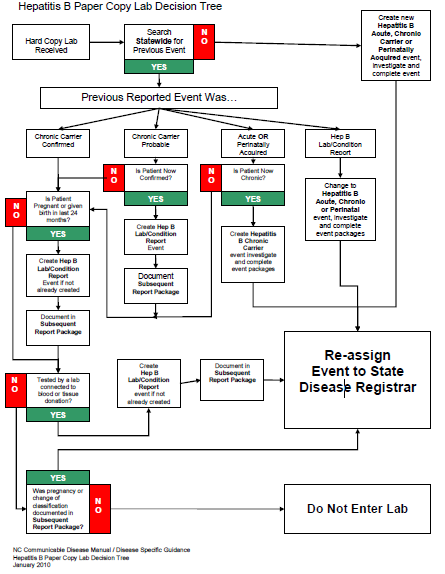 Hepatitis B Paper Copy Lab Decision Tree
Hard Copy Lab
Received
Search
Statewide for
Previous Event
N
O
YES
Create new
Hepatitis B
Acute, Chronic
Carrier or
Perinatally
Acquired event,
investigate and
complete event
Previous Reported Event Was…
Chronic Carrier
Confirmed
Chronic Carrier
Probable
Acute OR
Perinatally
Acquired
Hep B
Lab/Condition
Report
N
O
Is Patient
Pregnant or given
birth in last 24
months?
YES
Create Hep B
Lab/Condition
Report
Event if not
already created
Document in
Subsequent
Report Package
N
O
Is Patient Now
Confirmed?
YES
Create Hep B
Lab/Condition
Report
Event
Document
Subsequent
Report Package
N
O
Is Patient Now
Chronic?
YES
Create Hepatitis
B Chronic
Carrier
event investigate
and complete
event packages
Change to
Hepatitis B
Acute, Chronic
or Perinatal
event, investigate
and complete
event packages
N
O
Tested by a lab
connected to
blood or tissue
donation?
YES
Create
Hep B
Lab/Condition
Report
event if not
already created
Document in
Subsequent
Report Package
Re-assign
Event to State
Disease Registrar
YES
Was pregnancy or
change of
classification
documented in
Subsequent
Report Package?
N
O
Do Not Enter Lab
NC Communicable Disease Manual / Disease Specific Guidance
Hepatitis B Paper Copy Lab Decision Tree
January 2010